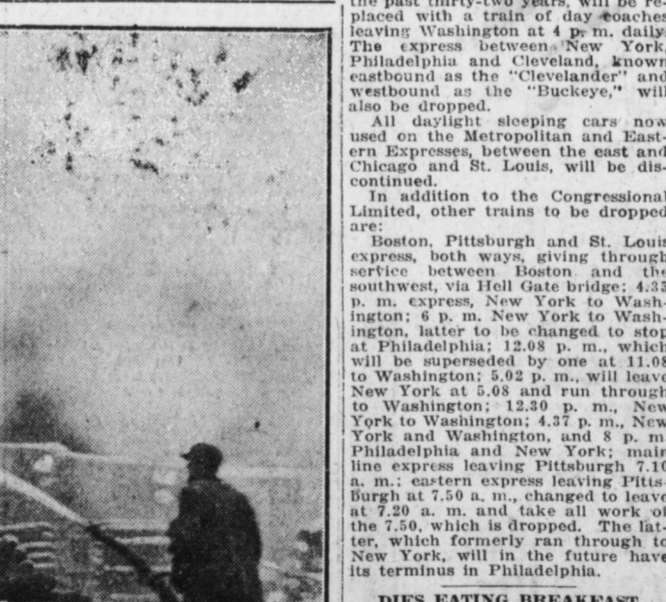 the past thirty-two years, will be re-
placed with a train of day coaches
leaving Washington at 4 p. m. daily.
The express between New York,
Philadelphia and Cleveland, known
eastbound as the "Clevelander" and
westbound as the "Buckeye," will
also be dropped.
All daylight sleeping cars now
used on the Metropolitan and East-
ern Expresses, between the east and
Chicago and St. Louis, will be dis-
continued.
In addition to the Congressional
Limited, other trains to be dropped
are:
Boston, Pittsburgh and St. Louis
express, both ways, giving through
service between Boston and the
southwest, via Hell Gate bridge; 4.35
p. m. express, New York to Wash-
ington; 6 p. m. New York to Wash-
ington, latter to be changed to stop
at Philadelphia; 12.08 p. m., which
will be superseded by one at 11.08
to Washington; 5.02 p. m., will leave
New York at 5.08 and run through
to Washington; 12.30 p. m., New
York to Washington; 4.37 p. m., New
York and Washington, and 8 p. m.
Philadelphia and New York; main
line express leaving Pittsburgh 7.10
a. m.; eastern express leaving Pitts-
burgh at 7.50 a. m., changed to leave
at 7.20 a. m. and take all work of
the 7.50, which is dropped. The lat-
ter, which formerly ran through to
New York, will in the future have
its terminus in Philadelphia.
DIES EATING BREAKFAST